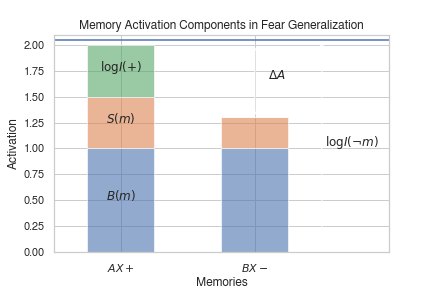 Memory Activation Components in Fear Generalization
2.00
1.75
1.50
1.25
1.00
0.75
0.50
0.25
0.00
Activation
logI(+)
S(m)
B(m)
ΔA
logI(¬m)
AX+
BX−
Memories